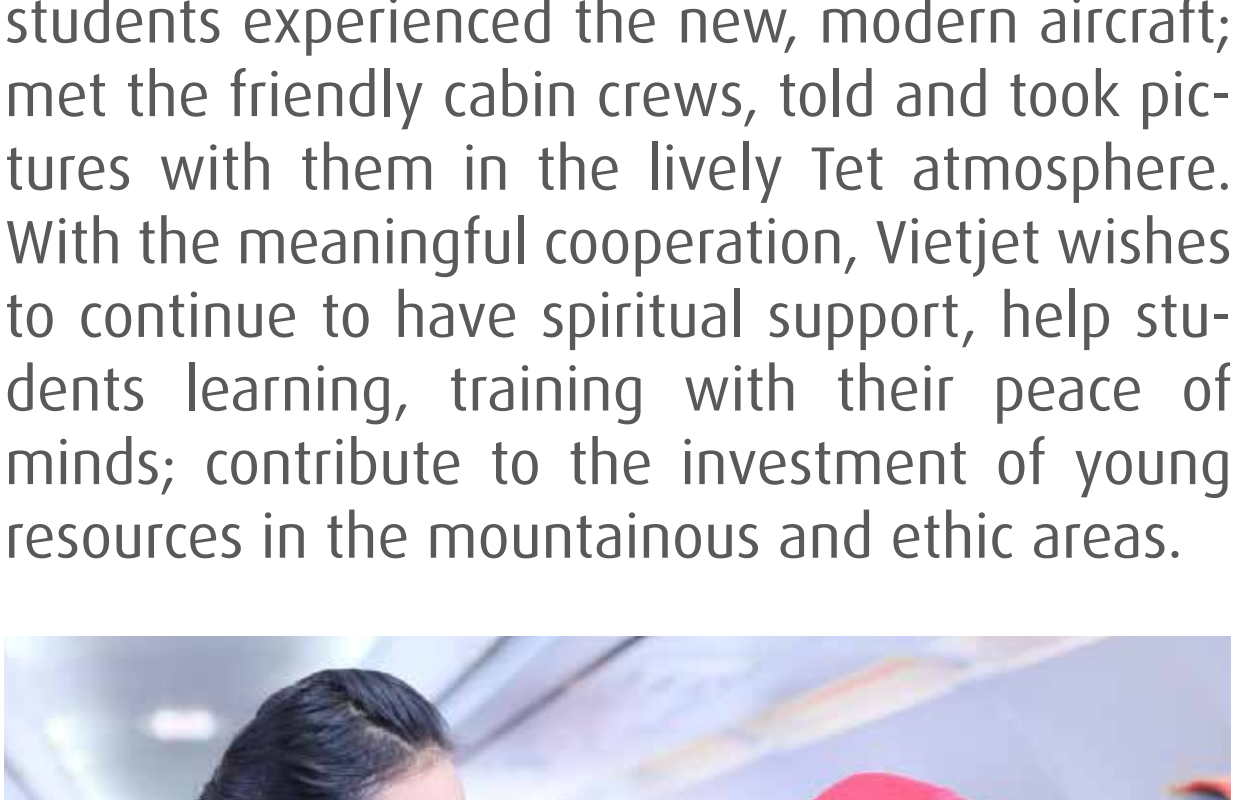 students experienced the new, modern aircraft;
met the friendly cabin crews, told and took pic-
tures with them in the lively Tet atmosphere.
With the meaningful cooperation, Vietjet wishes
to continue to have spiritual support, help stu-
dents learning, training with their peace of
minds; contribute to the investment of young
resources in the mountainous and ethic areas.